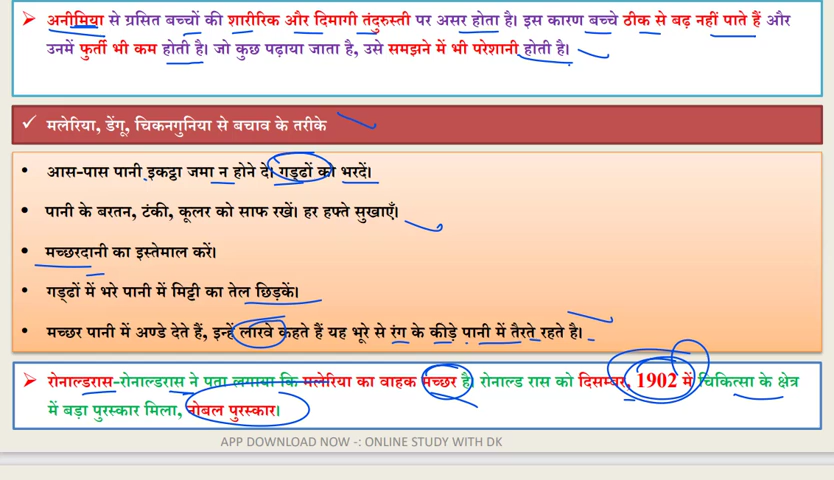 अनीमिया से ग्रसित बच्चों की शारीरिक और दिमागी तंदुरुस्ती पर असर होता है। इस कारण बच्चे ठीक से बढ़ नहीं पाते हैं और
उनमें फुर्ती भी कम होती है। जो कुछ पढ़ाया जाता है, उसे समझने में भी परेशानी होती है।
मलेरिया, डेंगू, चिकनगुनिया से बचाव के तरीके
आस-पास पानी इकट्ठा जमा न होने दे। गड्ढों को भरदें।
पानी के बरतन, टंकी, कूलर को साफ रखें। हर हफ्ते सुखाएँ।
मच्छरदानी का इस्तेमाल करें।
गड्ढों में भरे पानी में मिट्टी का तेल छिड़कें।
मच्छर पानी में अण्डे देते हैं, इन्हें लारवे कहते हैं यह भूरे से रंग के कीड़े पानी में तैरते रहते है।
रोनाल्डरास-रोनाल्डरास ने पता लगाया कि मलेरिया का वाहक मच्छर है। रोनाल्ड रास को दिसम्बर, 1902 में चिकित्सा के क्षेत्र
में बड़ा पुरस्कार मिला, नोबल पुरस्कार।
APP DOWNLOAD NOW -: ONLINE STUDY WITH DK